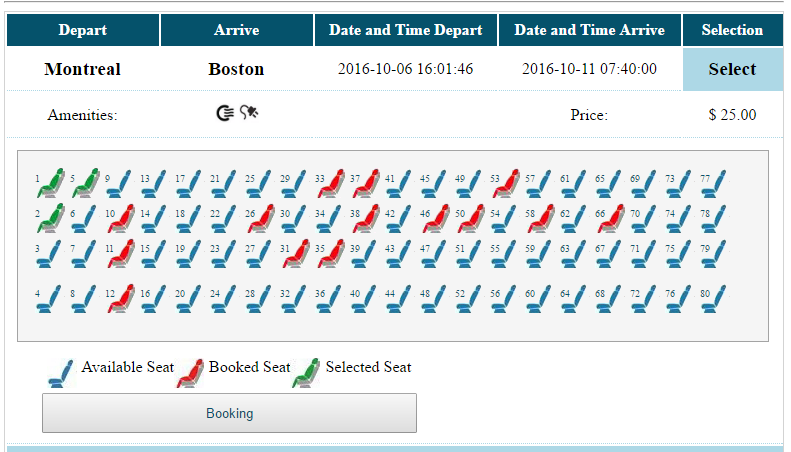 Depart Arrive Date and Time Depart Date and Time Arrive Selection
Montreal Boston 2016-10-06 16:01:46 2016-10-11 07:40:00 Select
Amenities: Price: $ 25.00
1 5 9 13 17 21 25 29 33 37 41 45 49 53 57 61 65 69 73 77
2 6 10 14 18 22 26 30 34 38 42 46 50 54 58 62 66 70 74 78
3 7 11 15 19 23 27 31 35 39 43 47 51 55 59 63 67 71 75 79
4 8 12 16 20 24 28 32 36 40 44 48 52 56 60 64 68 72 76 80
Available Seat Booked Seat Selected Seat
Booking